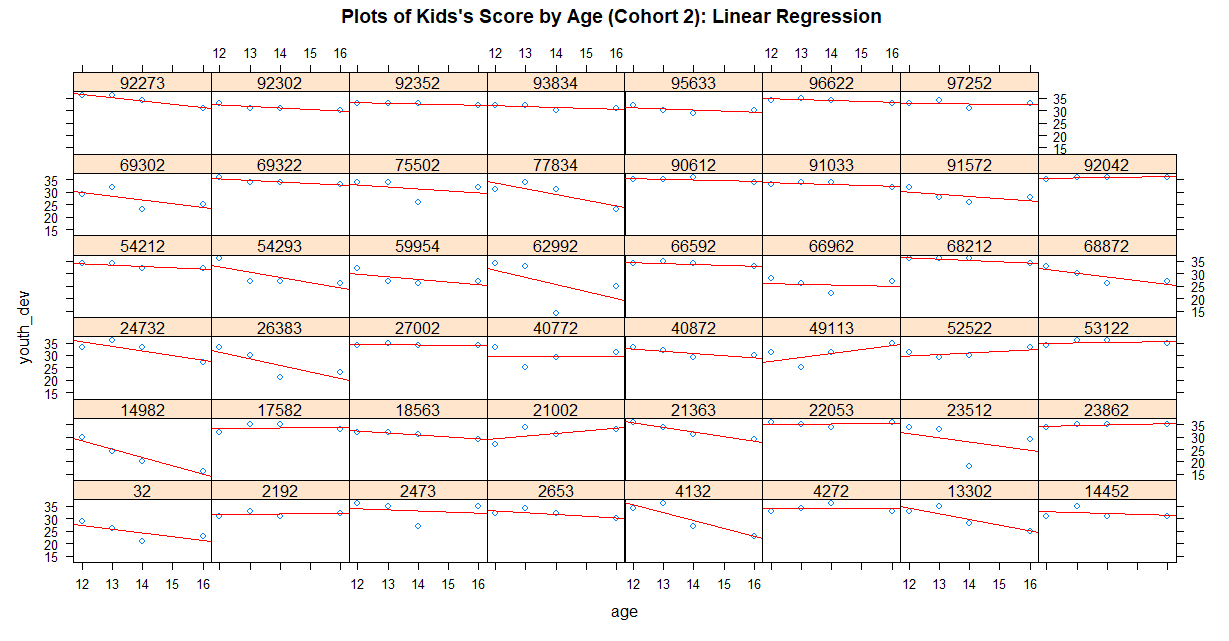 Plots of Kids's Score by Age (Cohort 2): Linear Regression
12 13 14 15 16 12 13 14 15 16 12 13 14 15 16
92273 92302 92352 93834 95633 96622 97252
35
30
25
20
15
69302 69322 75502 77834 90612 91033 91572 92042
35
30
25
20
15
54212 54293 59954 62992 66592 66962 68212 68872
35
30
25
20
15
24732 26383 27002 40772 40872 49113 52522 53122
35
30
25
20
15
14982 17582 18563 21002 21363 22053 23512 23862
35
30
25
20
15
32 2192 2473 2653 4132 4272 13302 14452
35
30
25
20
15
12 13 14 15 16 12 13 14 15 16 12 13 14 15 16 12 13 14 15 16
youth_dev
age